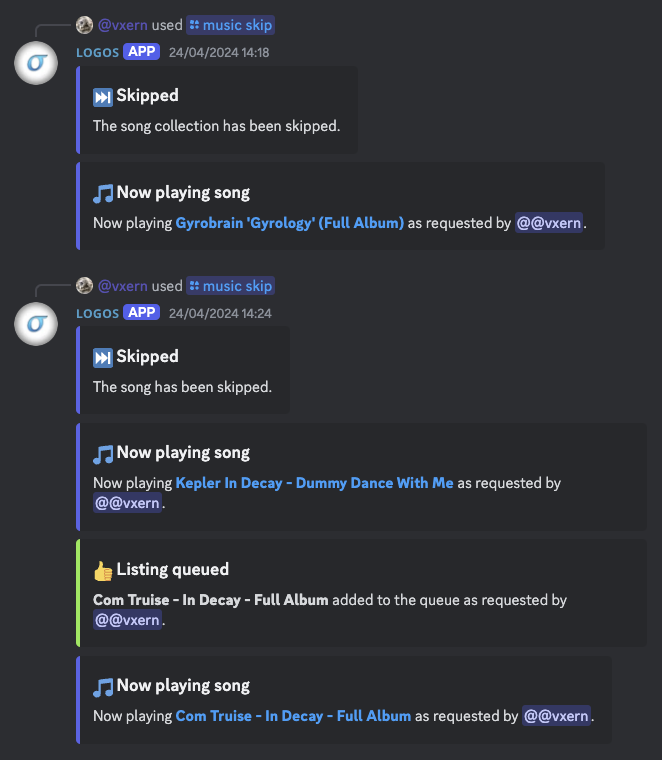 @vxern used music skip
LOGOS APP 24/04/2024 14:18
Skipped
The song collection has been skipped.
Now playing song
Now playing Gyrobrain 'Gyrology' (Full Album) as requested by @@vxern.
@vxern used music skip
LOGOS APP 24/04/2024 14:24
Skipped
The song has been skipped.
Now playing song
Now playing Kepler In Decay - Dummy Dance With Me as requested by
@@vxern.
Listing queued
Com Truise - In Decay - Full Album added to the queue as requested by
@@vxern.
Now playing song
Now playing Com Truise - In Decay - Full Album as requested by @@vxern.